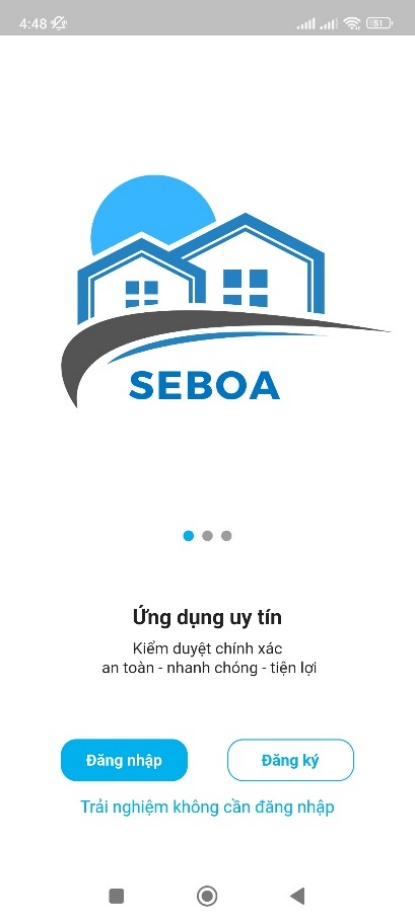 4:48
51
SEBOA
Ứng dụng uy tín
Kiểm duyệt chính xác
an toàn - nhanh chóng - tiện lợi
Đăng nhập
Đăng ký
Trải nghiệm không cần đăng nhập